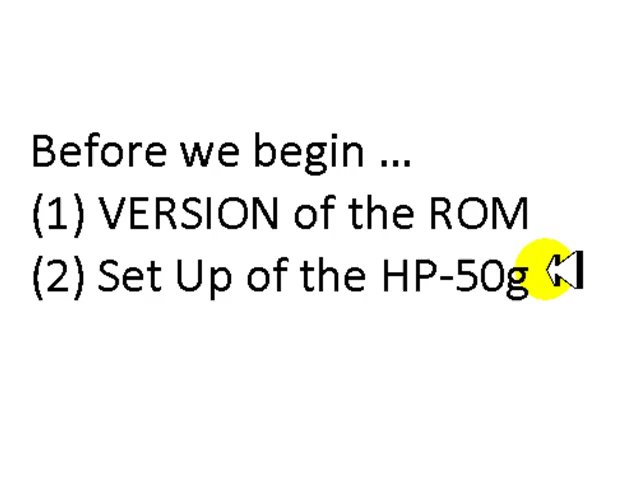 Before we begin ...
(1) VERSION of the ROM
(2) Set Up of the HP-50g